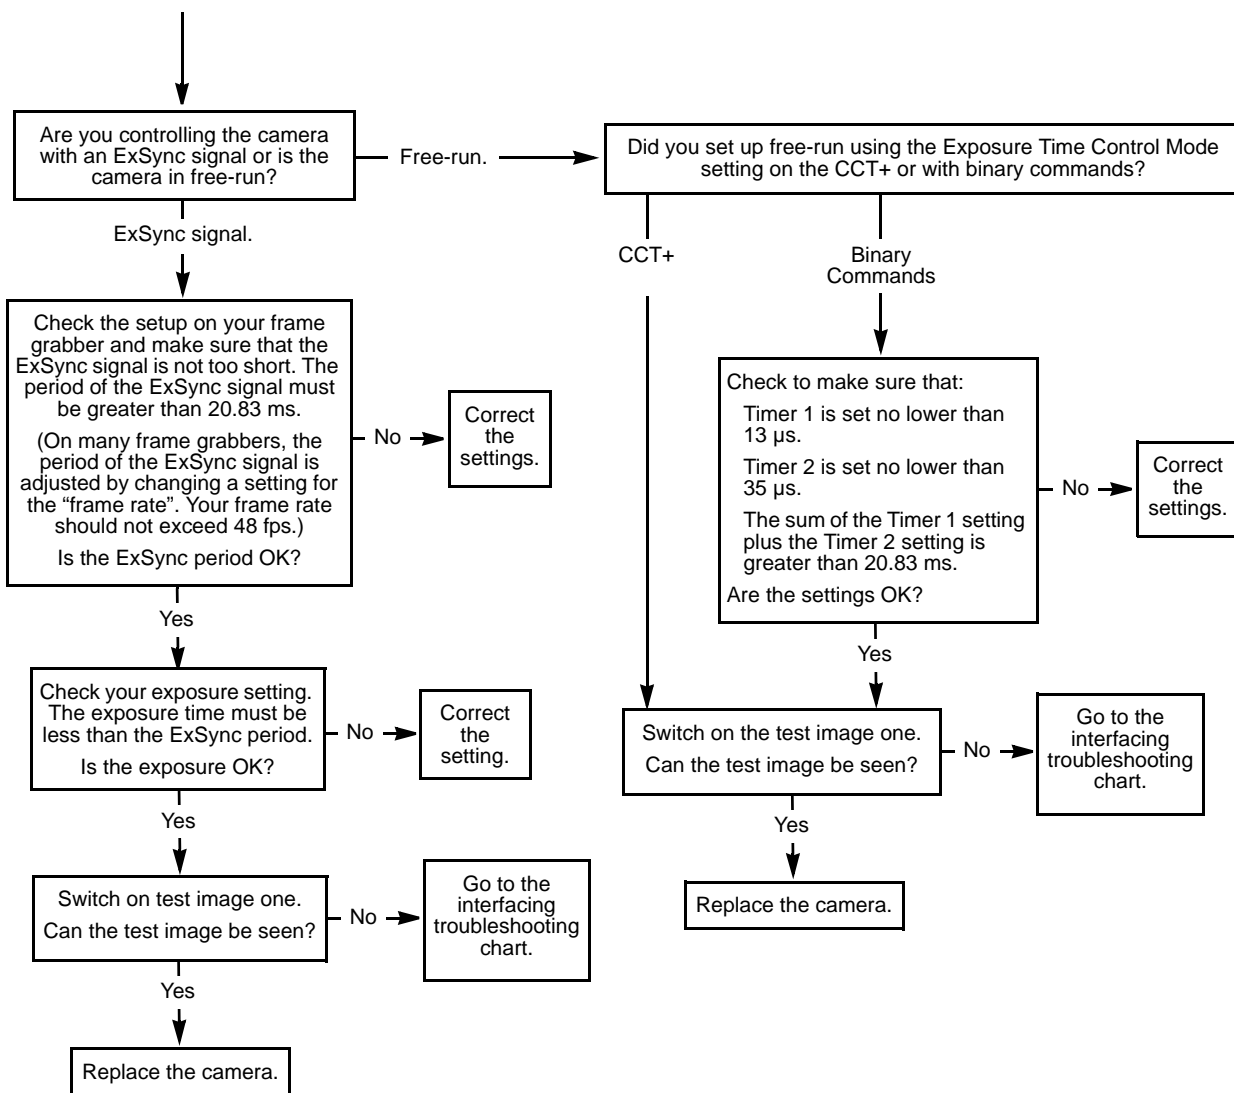 Are you controlling the camera
with an ExSync signal or is the
camera in free-run?
Free-run.
Did you set up free-run using the Exposure Time Control Mode
setting on the CCT+ or with binary commands?
ExSync signal.
CCT+
Binary
Commands
Check the setup on your frame
grabber and make sure that the
ExSync signal is not too short. The
period of the ExSync signal must
be greater than 20.83 ms.
(On many frame grabbers, the
period of the ExSync signal is
adjusted by changing a setting for
the “frame rate”. Your frame rate
should not exceed 48 fps.)
Is the ExSync period OK?
No
Correct
the
settings.
Check to make sure that:
Timer 1 is set no lower than
13 µs.
Timer 2 is set no lower than
35 µs.
The sum of the Timer 1 setting
plus the Timer 2 setting is
greater than 20.83 ms.
Are the settings OK?
No
Correct
the
settings.
Yes
Yes
Check your exposure setting.
The exposure time must be
less than the ExSync period.
Is the exposure OK?
No
Correct
the
setting.
Switch on the test image one.
Can the test image be seen?
No
Go to the
interfacing
troubleshooting
chart.
Yes
Yes
Switch on test image one.
Can the test image be seen?
No
Go to the
interfacing
troubleshooting
chart.
Replace the camera.
Yes
Replace the camera.